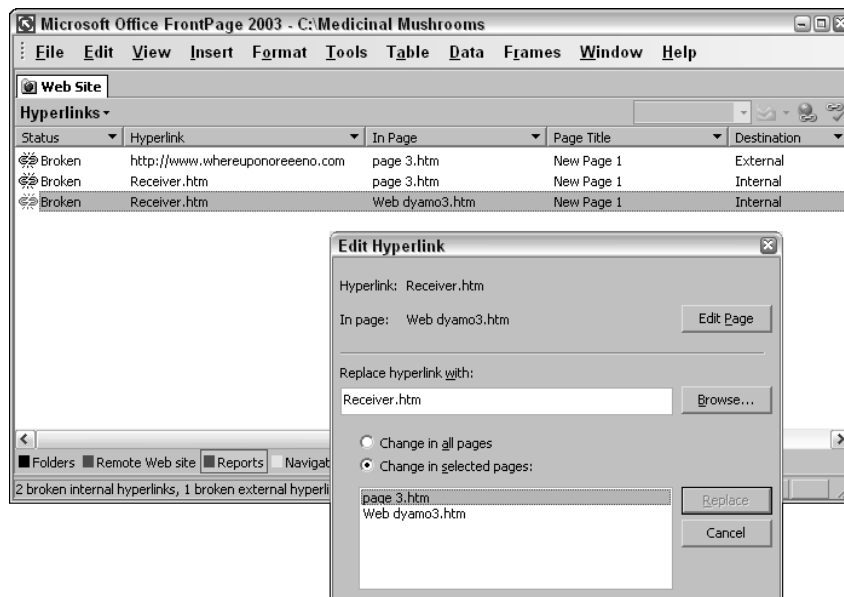 Microsoft Office FrontPage 2003 - C:\Medicinal Mushrooms
File Edit View Insert Format Tools Table Data Frames Window Help
Web Site
Hyperlinks
Status Hyperlink In Page Page Title Destination
Broken http://www.whereuponoreeeno.com page 3.htm New Page 1 External
Broken Receiver.htm page 3.htm New Page 1 Internal
Broken Receiver.htm Web dyamo3.htm New Page 1 Internal
Edit Hyperlink
Hyperlink: Receiver.htm
In page: Web dyamo3.htm Edit Page
Replace hyperlink with:
Receiver.htm Browse...
Change in all pages
Change in selected pages:
page 3.htm Replace
Web dyamo3.htm
Cancel
Folders Remote Web site Reports Navigat
2 broken internal hyperlinks, 1 broken external hyperli